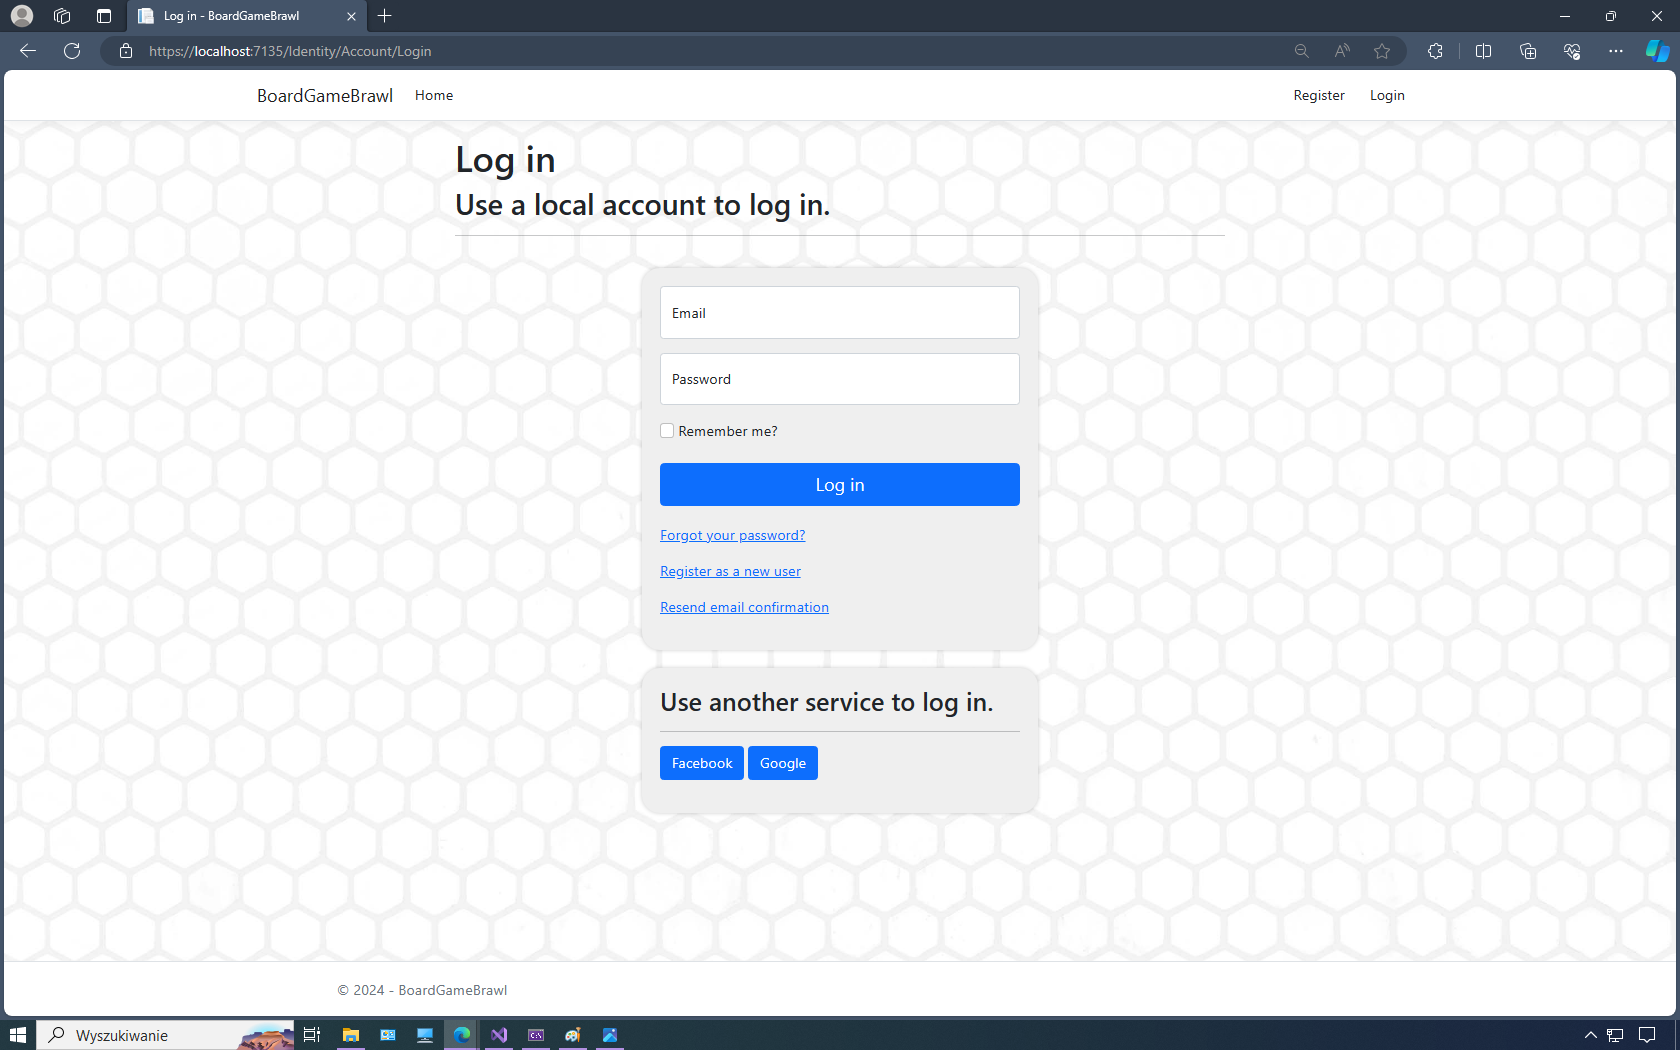 Log in - BoardGameBrawl
https://localhost:7135/Identity/Account/Login
BoardGameBrawl Home Register Login
Log in
Use a local account to log in.
Email
Password
Remember me?
Log in
Forgot your password?
Register as a new user
Resend email confirmation
Use another service to log in.
Facebook Google
© 2024 - BoardGameBrawl
Wyszukiwanie